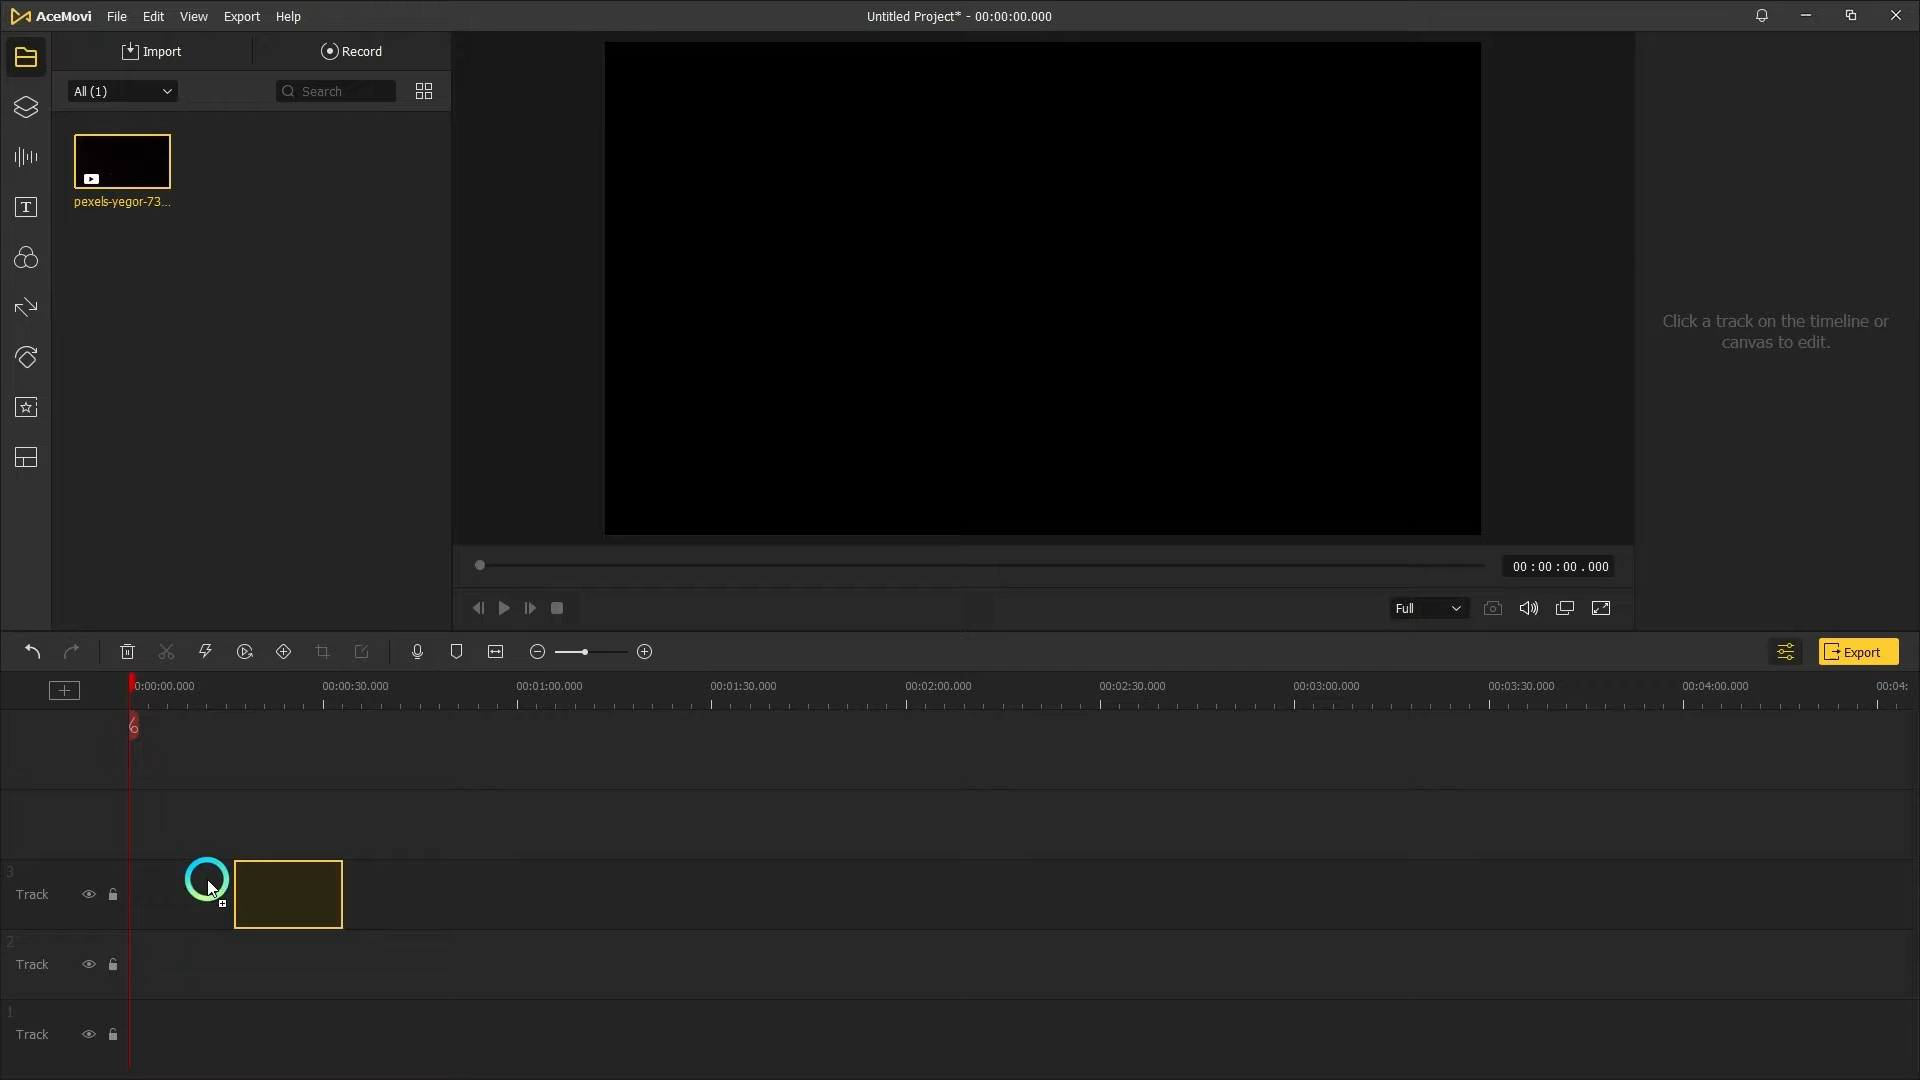 AceMovi File Edit View Export Help Untitled Project* - 00:00:00.000
Import Record
All (1) Search
pexels-yegor-73...
Click a track on the timeline or
canvas to edit.
00 : 00 : 00 . 000
Full
Export
0:00:00.000 00:00:30.000 00:01:00.000 00:01:30.000 00:02:00.000 00:02:30.000 00:03:00.000 00:03:30.000 00:04:00.000 00:04:
3
Track
2
Track
1
Track